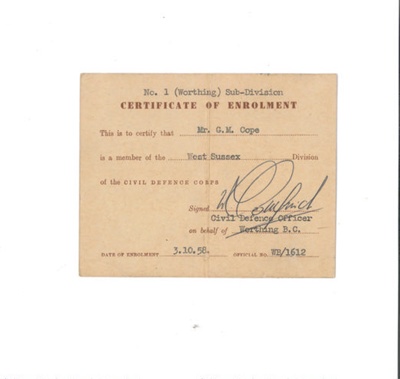 No. 1 (Worthing) Sub-Division
CERTIFICATE OF ENROLMENT
This is to certify that Mr. G.M. Cope
is a member of the West Sussex Division
of the CIVIL DEFENCE CORPS
Signed
Civil Defence Officer
on behalf of Worthing B.C.
DATE OF ENROLMENT 3.10.58. OFFICIAL NO. WB/1612